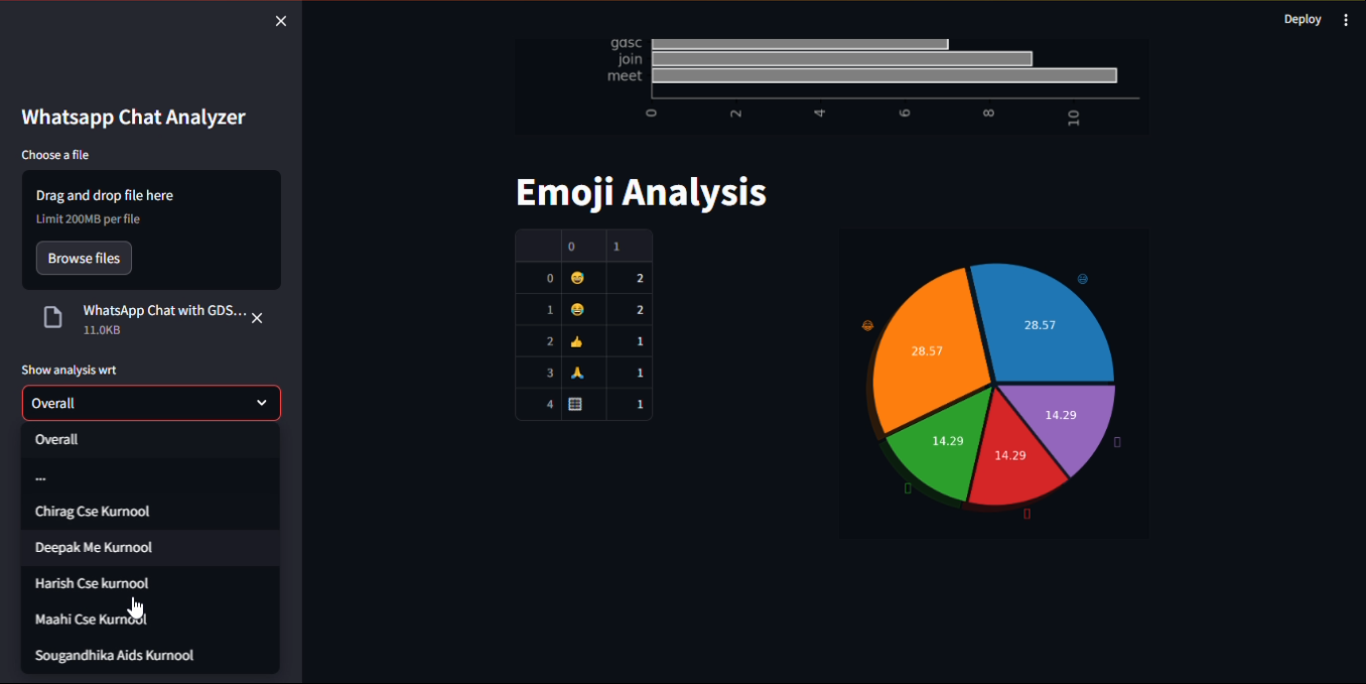 Deploy
Whatsapp Chat Analyzer
Choose a file
Drag and drop file here
Limit 200MB per file
Browse files
WhatsApp Chat with GDS...
11.0KB
Show analysis wrt
Overall
Overall
...
Chirag Cse Kurnool
Deepak Me Kurnool
Harish Cse kurnool
Maahi Cse Kurnool
Sougandhika Aids Kurnool
gdsc
join
meet
0 2 4 6 8 10
Emoji Analysis
0 1
0 😅 2
1 😂 2
2 👍 1
3 🙏 1
4 1
28.57
28.57
14.29
14.29
14.29